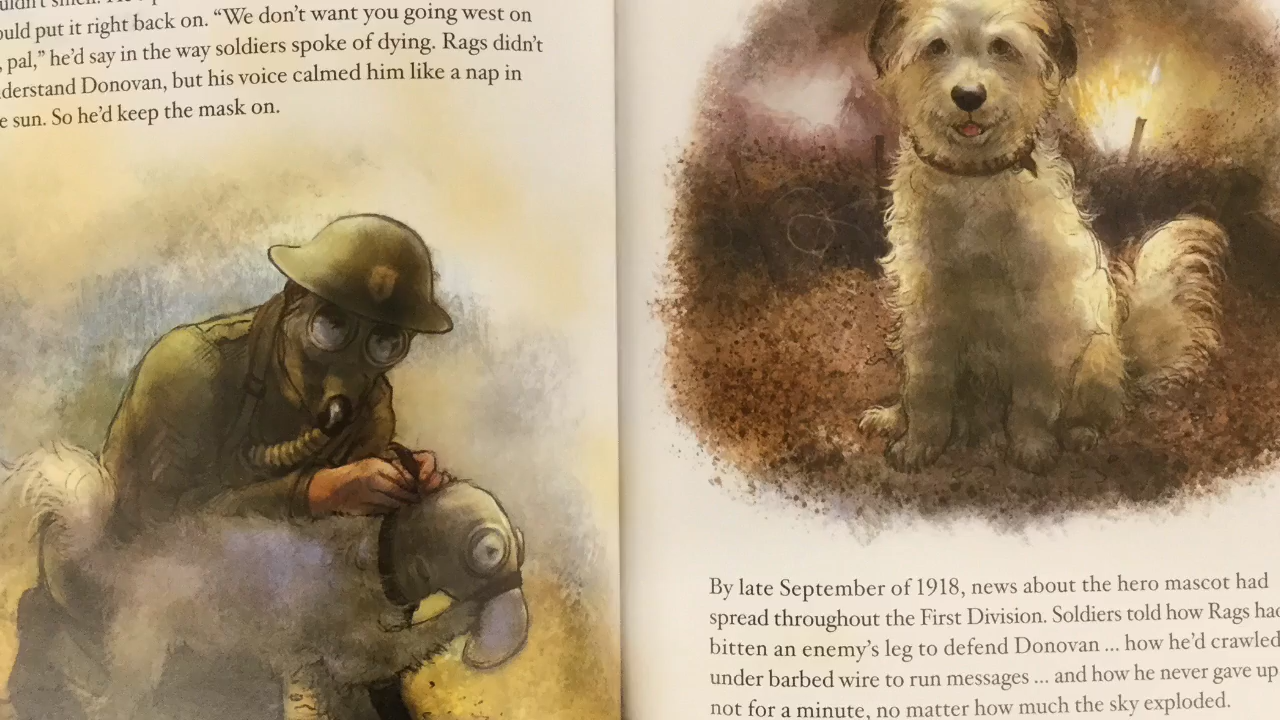 ould put it right back on. “We don’t want you going west on
, pal,” he’d say in the way soldiers spoke of dying. Rags didn’t
derstand Donovan, but his voice calmed him like a nap in
e sun. So he’d keep the mask on.
By late September of 1918, news about the hero mascot had
spread throughout the First Division. Soldiers told how Rags had
bitten an enemy’s leg to defend Donovan ... how he’d crawled
under barbed wire to run messages ... and how he never gave up
not for a minute, no matter how much the sky exploded.